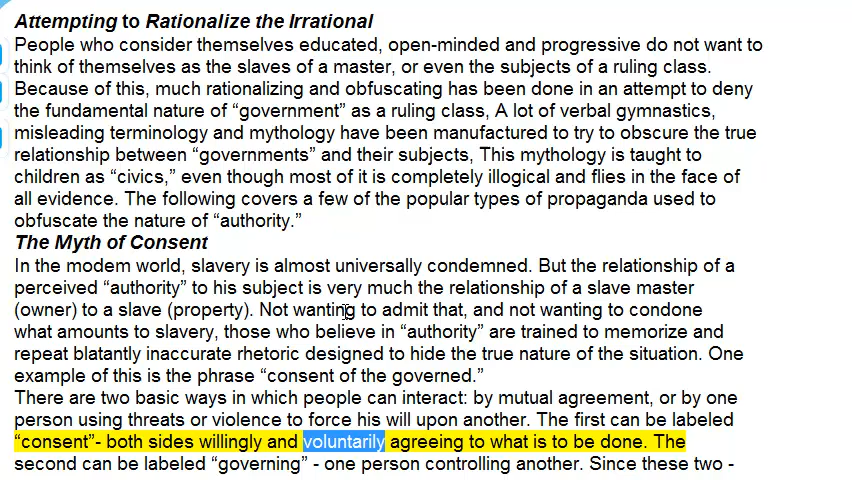 Attempting to Rationalize the Irrational
People who consider themselves educated, open-minded and progressive do not want to
think of themselves as the slaves of a master, or even the subjects of a ruling class.
Because of this, much rationalizing and obfuscating has been done in an attempt to deny
the fundamental nature of “government” as a ruling class, A lot of verbal gymnastics,
misleading terminology and mythology have been manufactured to try to obscure the true
relationship between “governments” and their subjects, This mythology is taught to
children as “civics,” even though most of it is completely illogical and flies in the face of
all evidence. The following covers a few of the popular types of propaganda used to
obfuscate the nature of “authority.”
The Myth of Consent
In the modem world, slavery is almost universally condemned. But the relationship of a
perceived “authority” to his subject is very much the relationship of a slave master
(owner) to a slave (property). Not wanting to admit that, and not wanting to condone
what amounts to slavery, those who believe in “authority” are trained to memorize and
repeat blatantly inaccurate rhetoric designed to hide the true nature of the situation. One
example of this is the phrase “consent of the governed.”
There are two basic ways in which people can interact: by mutual agreement, or by one
person using threats or violence to force his will upon another. The first can be labeled
“consent”- both sides willingly and voluntarily agreeing to what is to be done. The
second can be labeled “governing” - one person controlling another. Since these two -